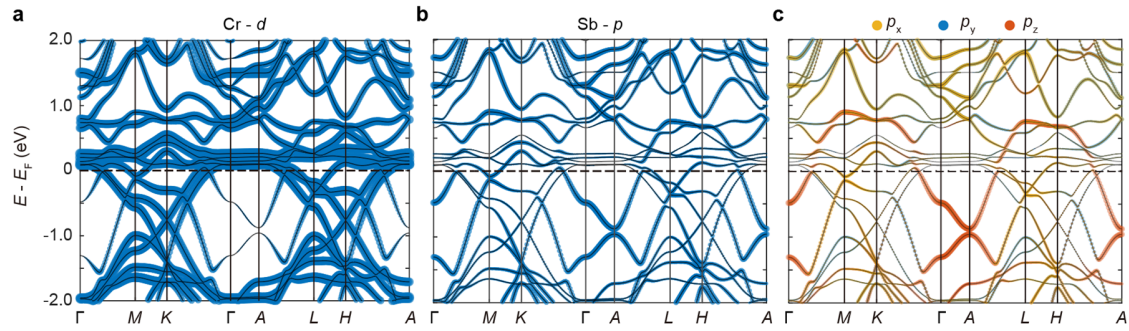 a Cr - d b Sb - p c px py pz
2.0
1.0
0
-1.0
-2.0
E - EF (eV)
Γ M K Γ A L H A Γ M K Γ A L H A Γ M K Γ A L H A